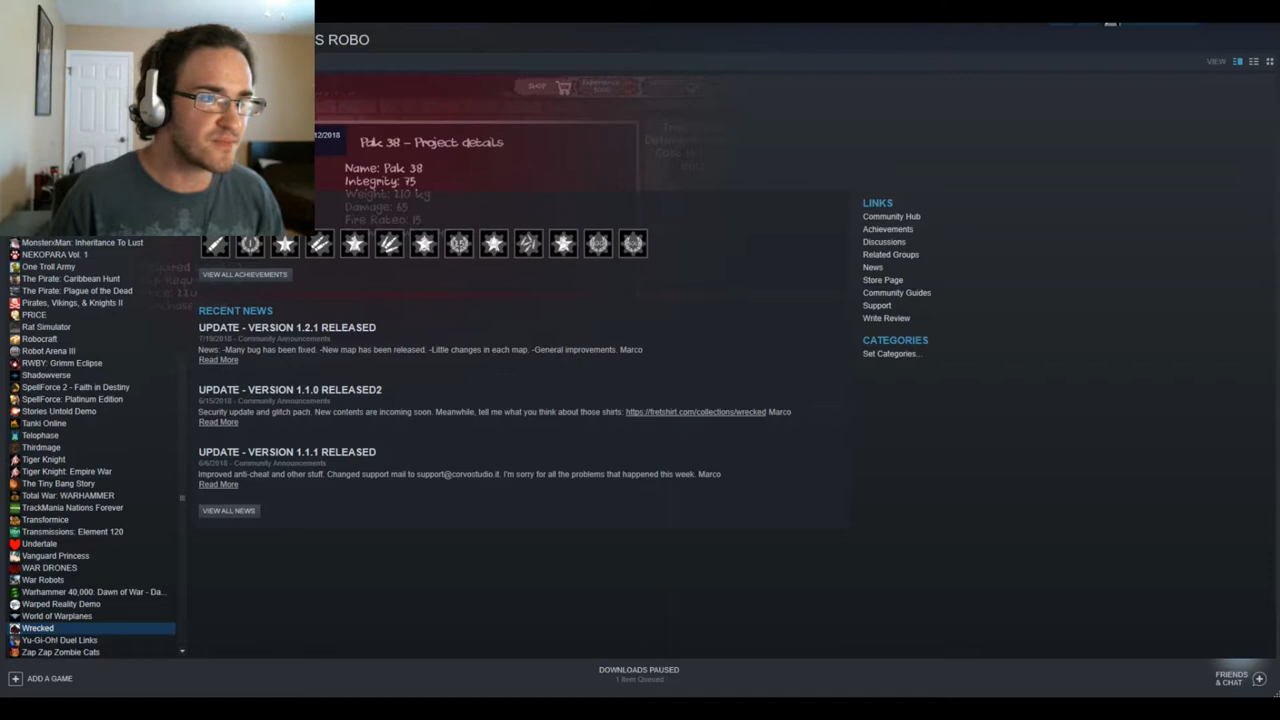 S ROBO
VIEW
SHOP
12/2018
Pak 38 - Project details
Name: Pak 38
Integrity: 75
Weight: 110 kg
Damage: 65
Fire Rateo: 15
MonsterxMan: Inheritance To Lust
NEKOPARA Vol. 1
One Troll Army
The Pirate: Caribbean Hunt
The Pirate: Plague of the Dead
Pirates, Vikings, & Knights II
PRICE
Rat Simulator
Robocraft
Robot Arena III
RWBY: Grimm Eclipse
Shadowverse
SpellForce 2 - Faith in Destiny
SpellForce: Platinum Edition
Stories Untold Demo
Tanki Online
Telophase
Thirdmage
Tiger Knight
Tiger Knight: Empire War
The Tiny Bang Story
Total War: WARHAMMER
TrackMania Nations Forever
Transformice
Transmissions: Element 120
Undertale
Vanguard Princess
WAR DRONES
War Robots
Warhammer 40,000: Dawn of War - Da...
Warped Reality Demo
World of Warplanes
Wrecked
Yu-Gi-Oh! Duel Links
Zap Zap Zombie Cats
VIEW ALL ACHIEVEMENTS
RECENT NEWS
UPDATE - VERSION 1.2.1 RELEASED
7/19/2018 - Community Announcements
News: -Many bug has been fixed. -New map has been released. -Little changes in each map. -General improvements. Marco
Read More
UPDATE - VERSION 1.1.0 RELEASED2
6/15/2018 - Community Announcements
Security update and glitch pach. New contents are incoming soon. Meanwhile, tell me what you think about those shirts: https://fretshirt.com/collections/wrecked Marco
Read More
UPDATE - VERSION 1.1.1 RELEASED
6/6/2018 - Community Announcements
Improved anti-cheat and other stuff. Changed support mail to support@corvostudio.it. I'm sorry for all the problems that happened this week. Marco
Read More
VIEW ALL NEWS
LINKS
Community Hub
Achievements
Discussions
Related Groups
News
Store Page
Community Guides
Support
Write Review
CATEGORIES
Set Categories...
ADD A GAME
DOWNLOADS PAUSED
1 Item Queued
FRIENDS
& CHAT